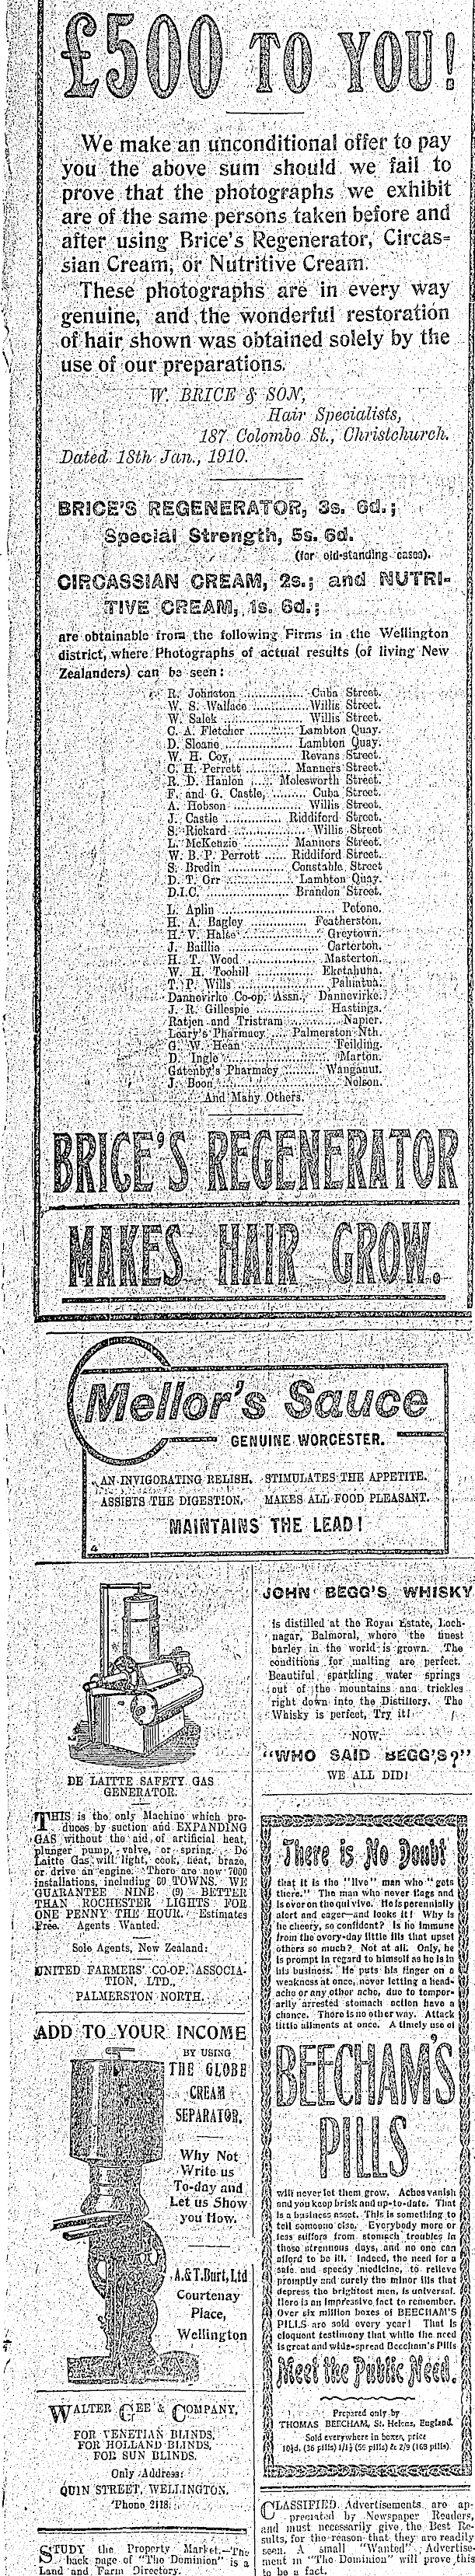 £500 TO YOU!
We make an unconditional offer to pay
you the above sum should we fail to
prove that the photographs we exhibit
are of the same persons taken before and
after using Brice's Regenerator, Circas-
sian Cream, or Nutritive Cream.
These photographs are in every way
genuine, and the wonderful restoration
of hair shown was obtained solely by the
use of our preparations.
W. BRICE & SON,
Hair Specialists,
187 Colombo St., Christchurch.
Dated 18th Jan., 1910.
BRICE'S REGENERATOR, 3s. 6d.;
Special Strength, 5s. 6d.
(for old-standing cases).
CIRCASSIAN CREAM, 2s.; and NUTRI-
TIVE CREAM, 1s. 6d.;
are obtainable from the following Firms in the Wellington
district, where Photographs of actual results (of living New
Zealanders) can be seen:
R. Johnston ................ Cuba Street.
W. S. Wallace .............. Willis Street.
W. Salek ................... Willis Street.
C. A. Fletcher ........... Lambton Quay.
D. Sloane ................ Lambton Quay.
W. H. Coy, ............... Revans Street.
C. H. Perrett ........... Manners Street.
R. D. Hanlon ...... Molesworth Street.
F. and G. Castle, .......... Cuba Street.
A. Hobson ................ Willis Street.
J. Castle .............. Riddiford Street.
S. Rickard ................ Willis Street
L. McKenzie ............ Manners Street.
W. B. P. Perrott ...... Riddiford Street.
S. Bredin ............. Constable Street
D. T. Orr ............... Lambton Quay.
D.I.C. ................. Brandon Street.
L. Aplin ........................ Petone.
H. A. Bagley .............. Featherston.
H. V. Halse ................ Greytown.
J. Baillie ................... Carterton.
H. T. Wood ................ Masterton.
W. H. Toohill ............. Eketahuna.
T. P. Wills ................. Pahiatua.
Dannevirke Co-op. Assn., Dannevirke.
J. R. Gillespie ............. Hastings.
Ratjen and Tristram ........... Napier.
Leary's Pharmacy .... Palmerston Nth.
G. W. Hean ................. Feilding.
D. Ingle ..................... Marton.
Gatenby's Pharmacy ........ Wanganui.
J. Boon ...................... Nelson.
And Many Others.
BRICE'S REGENERATOR
MAKES HAIR GROW.
Mellor's Sauce
GENUINE WORCESTER.
AN INVIGORATING RELISH. STIMULATES THE APPETITE.
ASSISTS THE DIGESTION. MAKES ALL FOOD PLEASANT.
MAINTAINS THE LEAD!
4
DE LAITTE SAFETY GAS
GENERATOR.
THIS is the only Machine which pro-
duces by suction and EXPANDING
GAS without the aid of artificial heat,
plunger pump, valve, or spring. De
Laitte Gas will light, cook, heat, braze,
or drive an engine. There are now 7000
installations, including 60 TOWNS. WE
GUARANTEE NINE (9) BETTER
THAN ROCHESTER LIGHTS FOR
ONE PENNY THE HOUR. Estimates
Free. Agents Wanted.
Sole Agents, New Zealand:
UNITED FARMERS' CO-OP. ASSOCIA-
TION, LTD.,
PALMERSTON NORTH.
ADD TO YOUR INCOME
BY USING
THE GLOBE
CREAM
SEPARATOR.
Why Not
Write us
To-day and
Let us Show
you How.
A. & T. Burt, Ltd
Courtenay
Place,
Wellington
WALTER GEE & COMPANY,
FOR VENETIAN BLINDS.
FOR HOLLAND BLINDS.
FOR SUN BLINDS.
Only Address:
QUIN STREET, WELLINGTON.
'Phone 2118.
STUDY the Property Market.—The
back page of "The Dominion" is a
Land and Farm Directory.
JOHN BEGG'S WHISKY
is distilled at the Royal Estate, Loch-
nagar, Balmoral, where the finest
barley in the world is grown. The
conditions for malting are perfect.
Beautiful sparkling water springs
out of the mountains and trickles
right down into the Distillery. The
Whisky is perfect, Try it!
NOW.
"WHO SAID BEGG'S?"
WE ALL DID!
There is No Doubt
that it is the "live" man who "gets
there." The man who never flags and
is ever on the qui vive. He is perennially
alert and eager—and looks it! Why is
he cheery, so confident? Is he immune
from the every-day little ills that upset
others so much? Not at all. Only, he
is prompt in regard to himself as he is in
his business. He puts his finger on a
weakness at once, never letting a head-
ache or any other ache, due to tempor-
arily arrested stomach action have a
chance. There is no other way. Attack
little ailments at once. A timely use of
BEECHAM'S
PILLS
will never let them grow. Aches vanish
and you keep brisk and up-to-date. That
is a business asset. This is something to
tell someone else. Everybody more or
less suffers from stomach troubles in
these strenuous days, and no one can
afford to be ill. Indeed, the need for a
safe and speedy medicine, to relieve
promptly and surely the minor ills that
depress the brightest men, is universal.
Here is an impressive fact to remember.
Over six million boxes of BEECHAM'S
PILLS are sold every year! That is
eloquent testimony that while the need
is great and wide-spread Beecham's Pills
Meet the Public Need.
Prepared only by
THOMAS BEECHAM, St. Helens, England.
Sold everywhere in boxes, price
10½d. (36 pills) 1/1½ (56 pills) & 2/9 (168 pills).
CLASSIFIED Advertisements are ap-
preciated by Newspaper Readers,
and must necessarily give the Best Re-
sults, for the reason that they are readily
seen. A small "Wanted" Advertise-
ment in "The Dominion" will prove this
to be a fact.